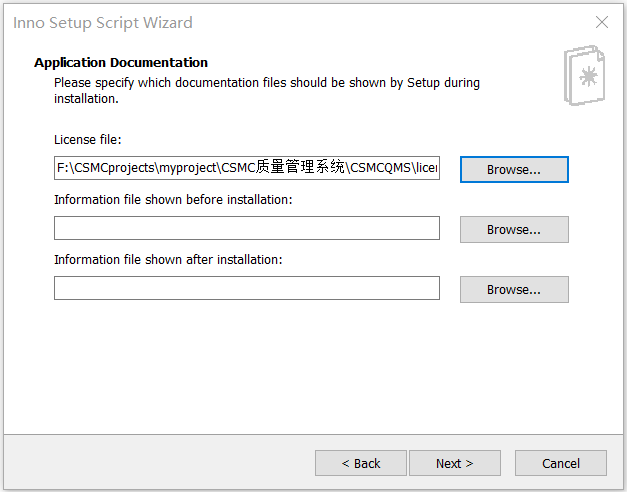 Inno Setup Script Wizard
Application Documentation
Please specify which documentation files should be shown by Setup during
installation.
License file:
F:\CSMCprojects\myproject\CSMC质量管理系统\CSMCQMS\licen
Browse...
Information file shown before installation:
Browse...
Information file shown after installation:
Browse...
< Back
Next >
Cancel